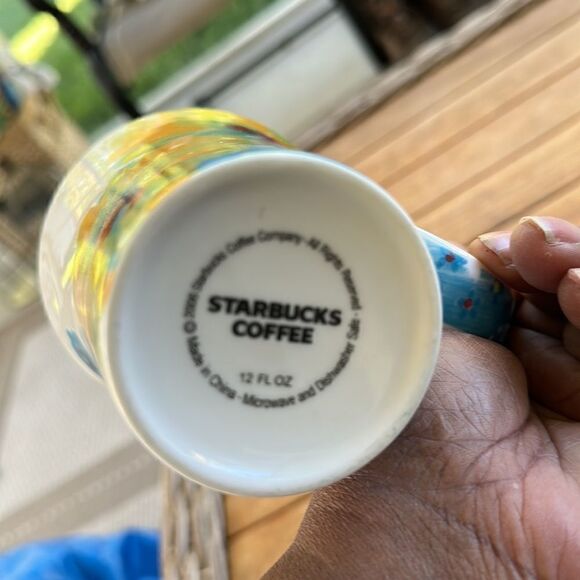 © 2006 Starbucks Coffee Company · All Rights Reserved ·
STARBUCKS
COFFEE
12 FL OZ
Made in China · Microwave and Dishwasher Safe ·